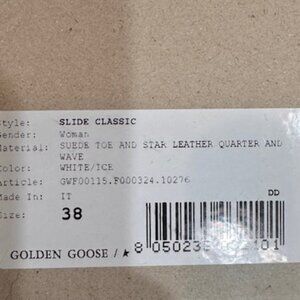 Style: SLIDE CLASSIC
Gender: Woman
Material: SUEDE TOE AND STAR LEATHER QUARTER AND
WAVE
Color: WHITE/ICE
Article: GWF00115.F000324.10276
Made In: IT
DD
Size: 38
GOLDEN GOOSE / ★